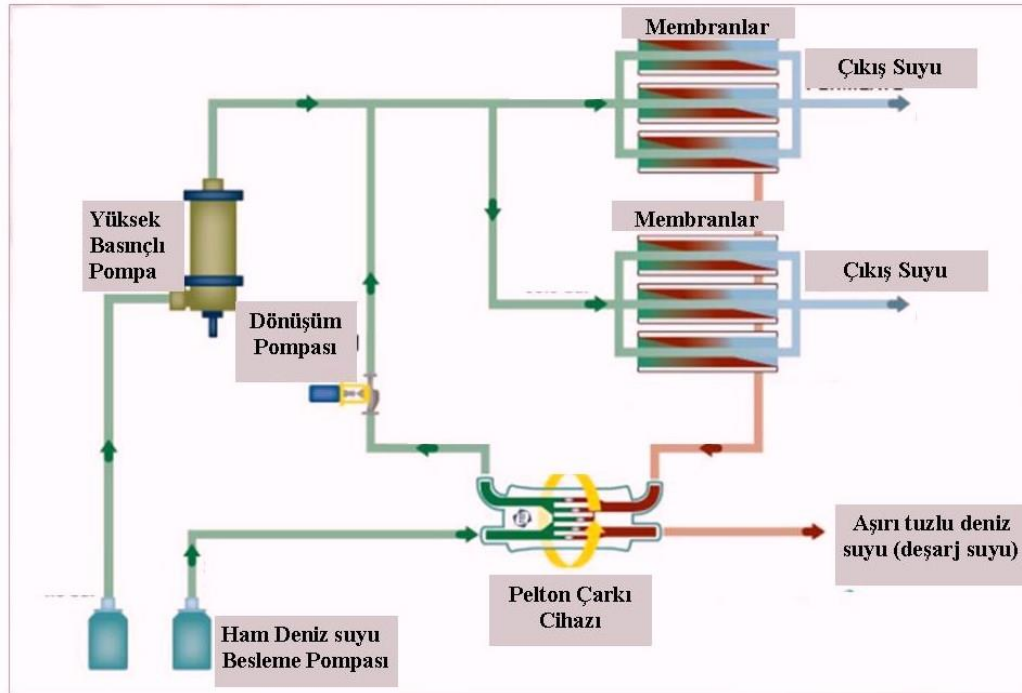 Membranlar
Çıkış Suyu
Yüksek
Basınçlı
Pompa
Membranlar
Çıkış Suyu
Dönüşüm
Pompası
Aşırı tuzlu deniz
suyu (deşarj suyu)
Pelton Çarkı
Cihazı
Ham Deniz suyu
Besleme Pompası